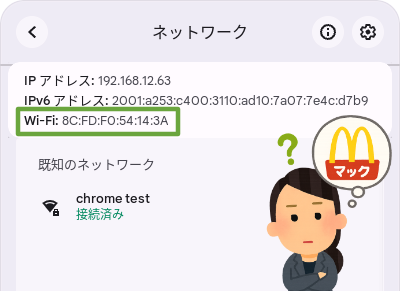 ネットワーク
IP アドレス: 192.168.12.63
IPv6 アドレス: 2001:a253:c400:3110:ad10:7a07:7e4c:d7b9
Wi-Fi: 8C:FD:F0:54:14:3A
?
マック
既知のネットワーク
chrome test
接続済み